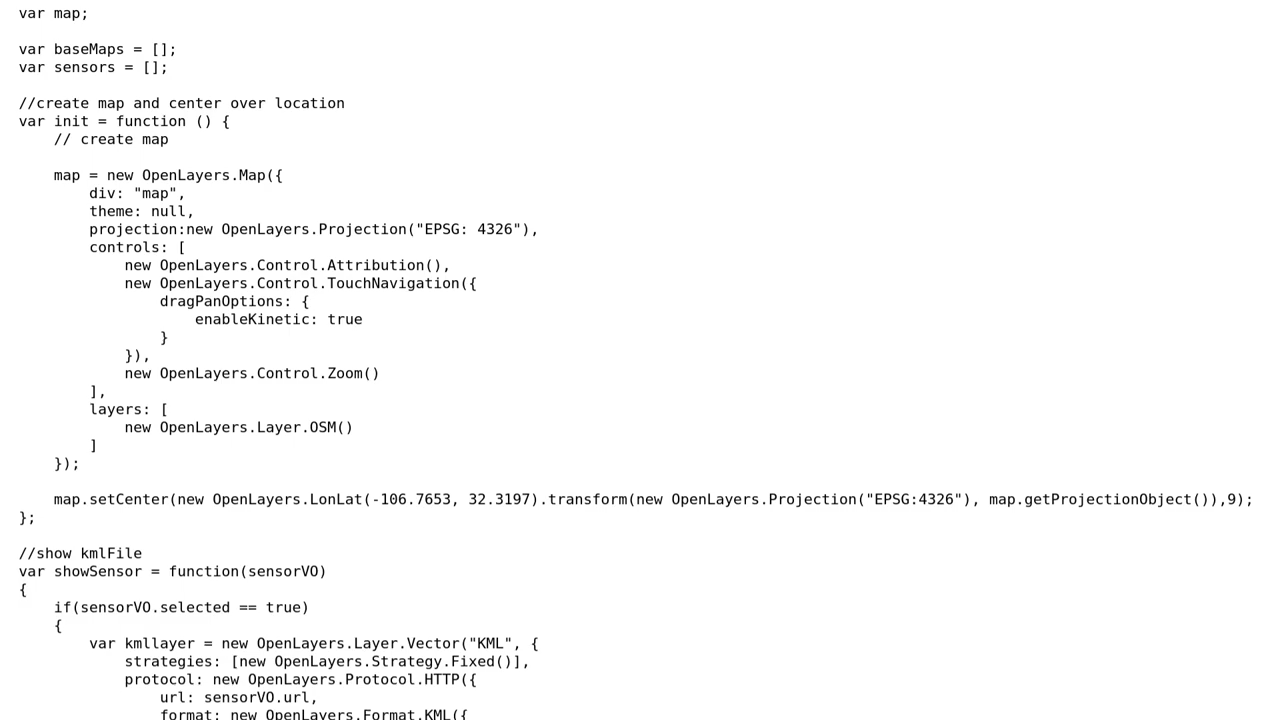 var map;

var baseMaps = [];
var sensors = [];

//create map and center over location
var init = function () {
    // create map

    map = new OpenLayers.Map({
        div: "map",
        theme: null,
        projection:new OpenLayers.Projection("EPSG: 4326"),
        controls: [
            new OpenLayers.Control.Attribution(),
            new OpenLayers.Control.TouchNavigation({
                dragPanOptions: {
                    enableKinetic: true
                }
            }),
            new OpenLayers.Control.Zoom()
        ],
        layers: [
            new OpenLayers.Layer.OSM()
        ]
    });

    map.setCenter(new OpenLayers.LonLat(-106.7653, 32.3197).transform(new OpenLayers.Projection("EPSG:4326"), map.getProjectionObject()),9);
};

//show kmlFile
var showSensor = function(sensorVO)
{
    if(sensorVO.selected == true)
    {
        var kmllayer = new OpenLayers.Layer.Vector("KML", {
            strategies: [new OpenLayers.Strategy.Fixed()],
            protocol: new OpenLayers.Protocol.HTTP({
                url: sensorVO.url,
                format: new OpenLayers.Format.KML({